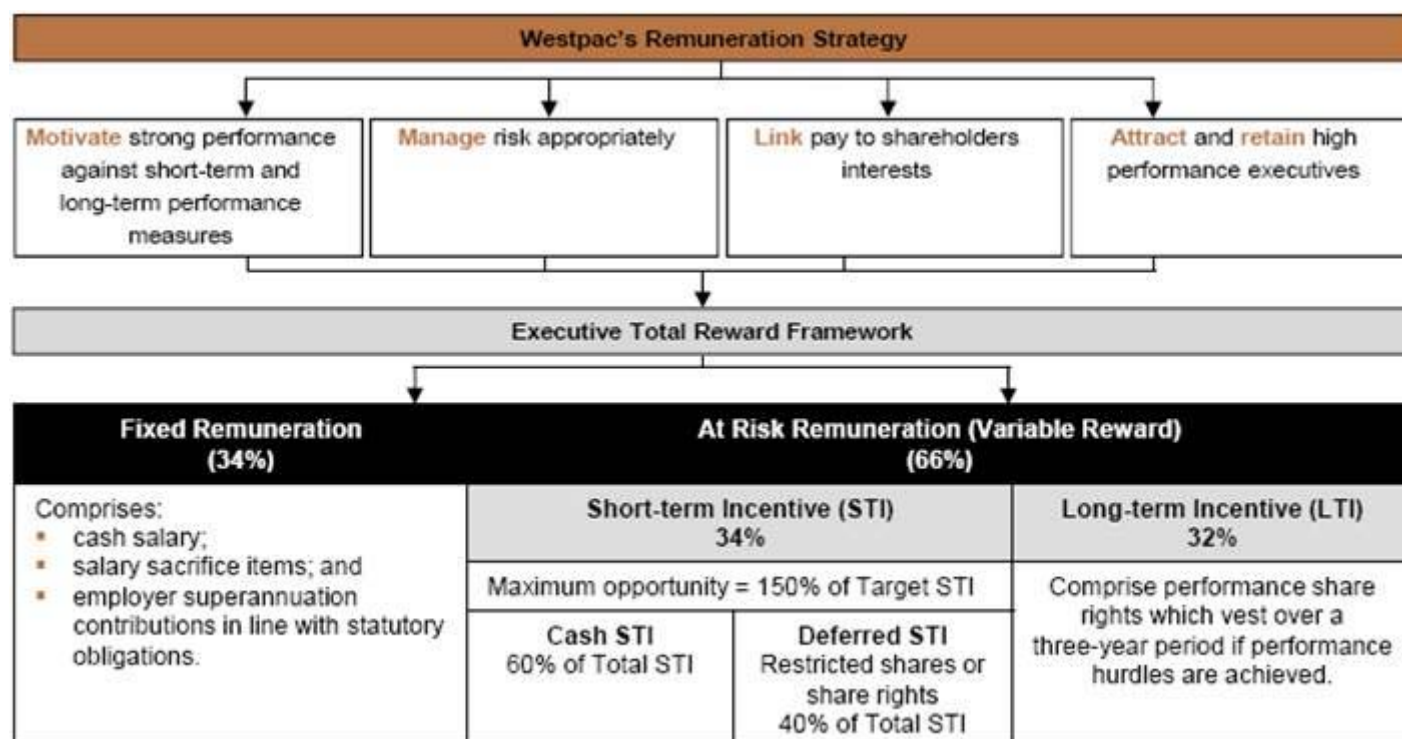 Westpac's Remuneration Strategy
Motivate strong performance
against short-term and
long-term performance
measures
Manage risk appropriately
Link pay to shareholders
interests
Attract and retain high
performance executives
Executive Total Reward Framework
Fixed Remuneration
(34%)
At Risk Remuneration (Variable Reward)
(66%)
Comprises:
▪ cash salary;
▪ salary sacrifice items; and
▪ employer superannuation
contributions in line with statutory
obligations.
Short-term Incentive (STI)
34%
Maximum opportunity = 150% of Target STI
Cash STI
60% of Total STI
Deferred STI
Restricted shares or
share rights
40% of Total STI
Long-term Incentive (LTI)
32%
Comprise performance share
rights which vest over a
three-year period if performance
hurdles are achieved.